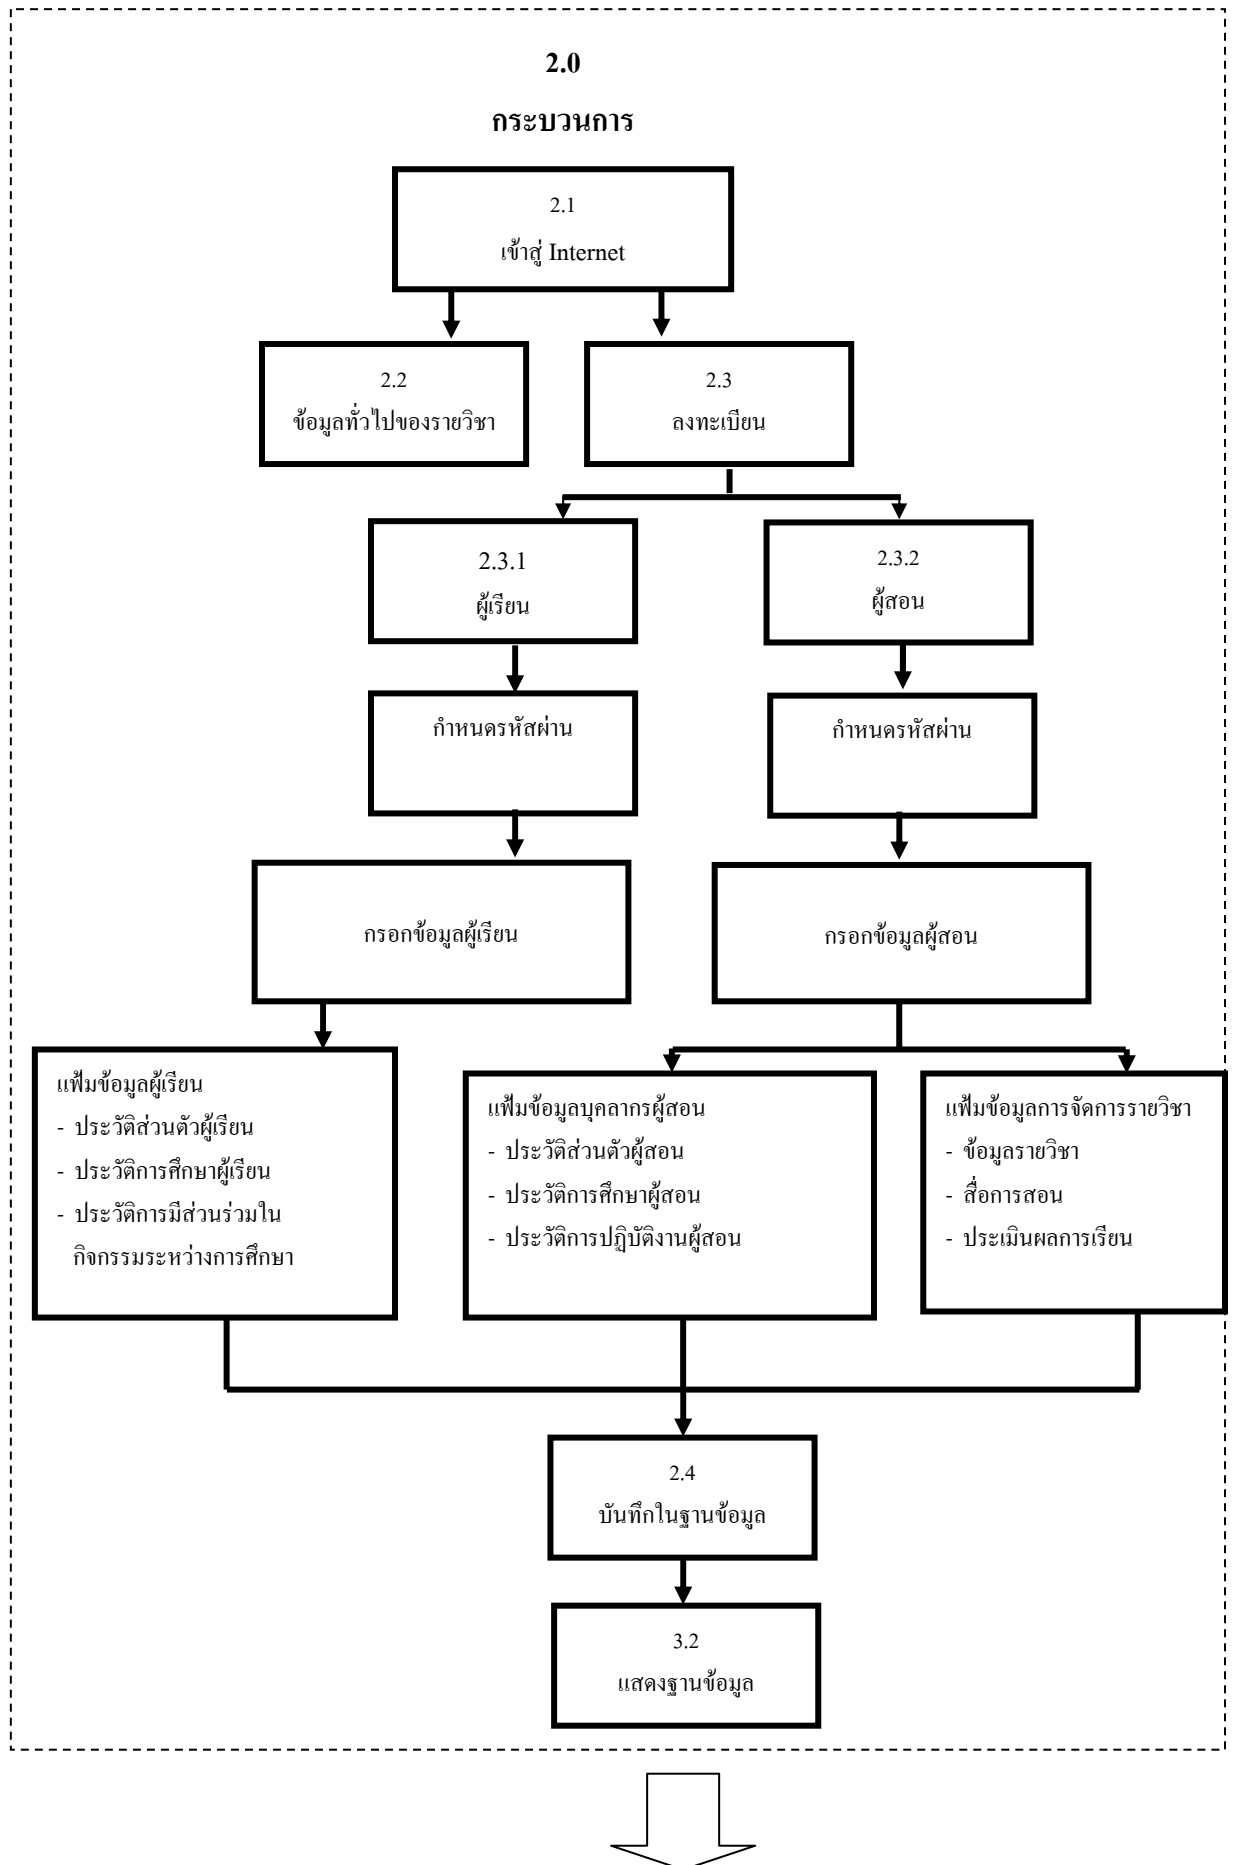 2.0
กระบวนการ
2.1
เข้าสู่ Internet
2.2
ข้อมูลทั่วไปของรายวิชา
2.3
ลงทะเบียน
2.3.1
ผู้เรียน
2.3.2
ผู้สอน
กำหนดรหัสผ่าน
กำหนดรหัสผ่าน
กรอกข้อมูลผู้เรียน
กรอกข้อมูลผู้สอน
แฟ้มข้อมูลผู้เรียน
- ประวัติส่วนตัวผู้เรียน
- ประวัติการศึกษาผู้เรียน
- ประวัติการมีส่วนร่วมใน
กิจกรรมระหว่างการศึกษา
แฟ้มข้อมูลบุคลากรผู้สอน
- ประวัติส่วนตัวผู้สอน
- ประวัติการศึกษาผู้สอน
- ประวัติการปฏิบัติงานผู้สอน
แฟ้มข้อมูลการจัดการรายวิชา
- ข้อมูลรายวิชา
- สื่อการสอน
- ประเมินผลการเรียน
2.4
บันทึกในฐานข้อมูล
3.2
แสดงฐานข้อมูล